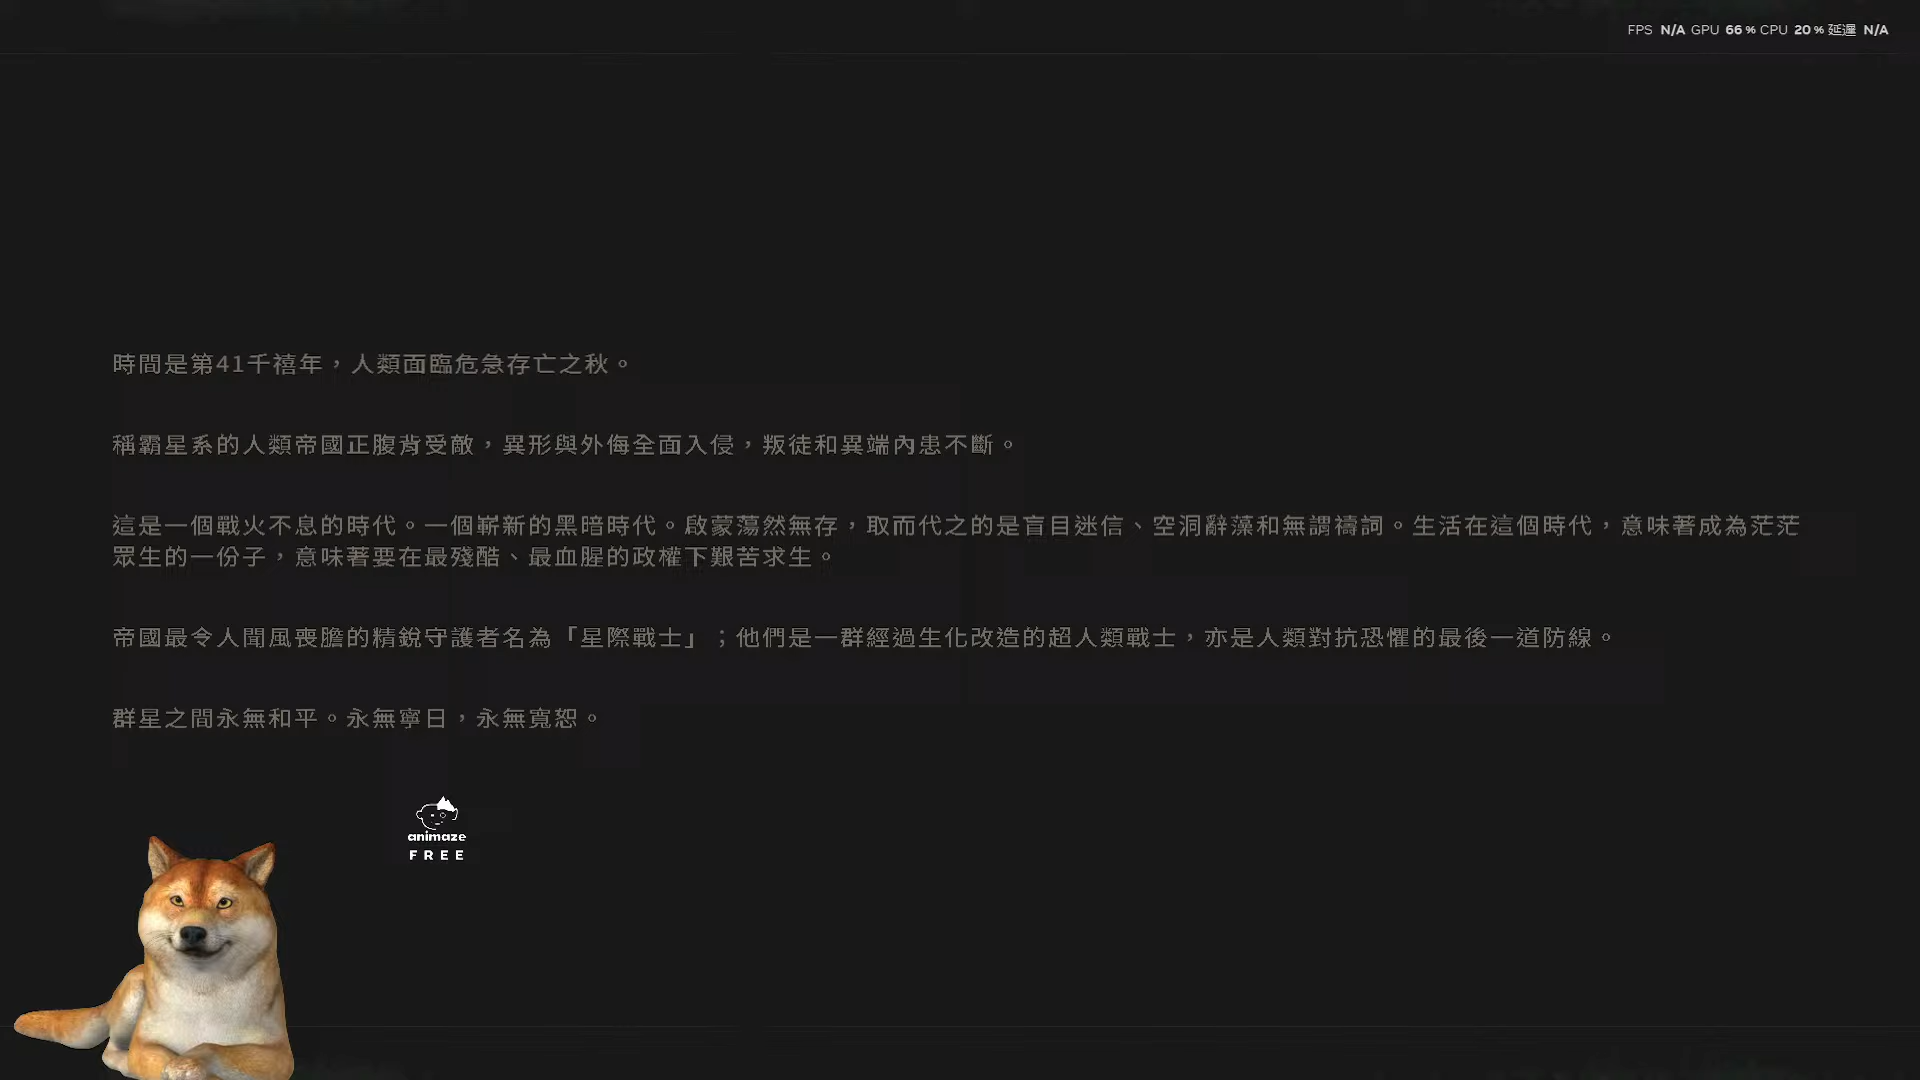 FPS N/A GPU 66 % CPU 20 % 延遲 N/A
時間是第41千禧年，人類面臨危急存亡之秋。
稱霸星系的人類帝國正腹背受敵，異形與外侮全面入侵，叛徒和異端內患不斷。
這是一個戰火不息的時代。一個嶄新的黑暗時代。啟蒙蕩然無存，取而代之的是盲目迷信、空洞辭藻和無謂禱詞。生活在這個時代，意味著成為茫茫
眾生的一份子，意味著要在最殘酷、最血腥的政權下艱苦求生。
帝國最令人聞風喪膽的精銳守護者名為「星際戰士」；他們是一群經過生化改造的超人類戰士，亦是人類對抗恐懼的最後一道防線。
群星之間永無和平。永無寧日，永無寬恕。
animaze
FREE